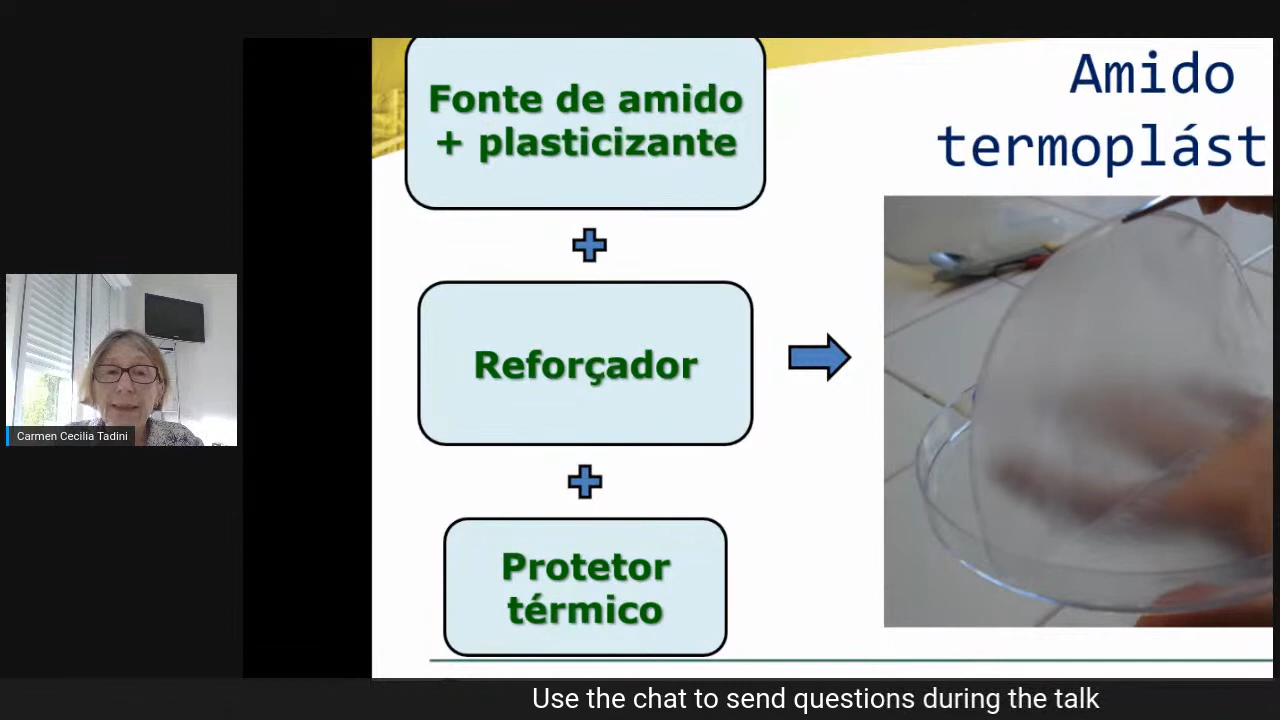 Fonte de amido
+ plasticizante
Reforçador
Protetor
térmico
Amido
termoplást
Carmen Cecilia Tadini
Use the chat to send questions during the talk